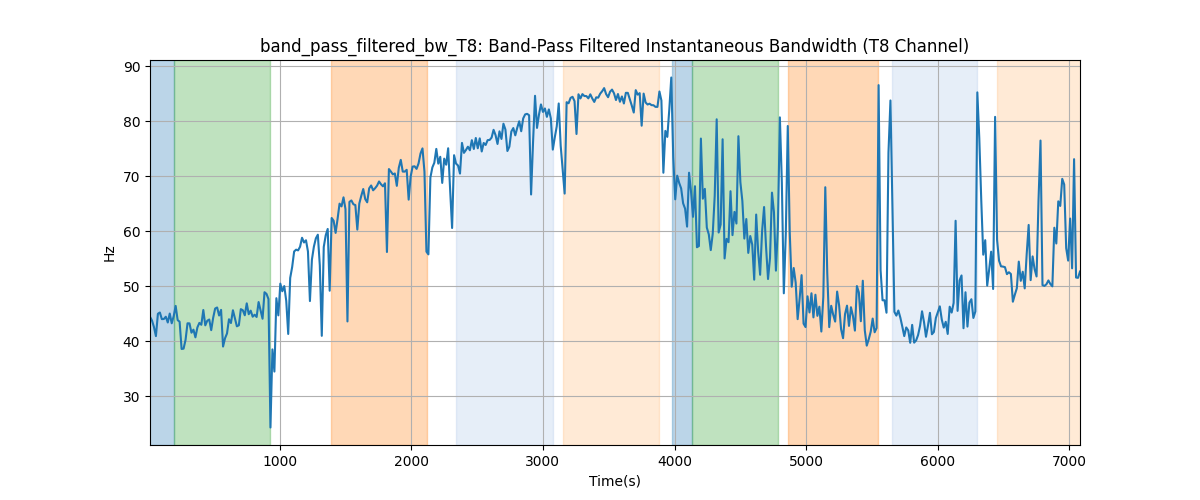 band_pass_filtered_bw_T8: Band-Pass Filtered Instantaneous Bandwidth (T8 Channel)
90
80
70
60
50
40
30
Hz
1000 2000 3000 4000 5000 6000 7000
Time(s)